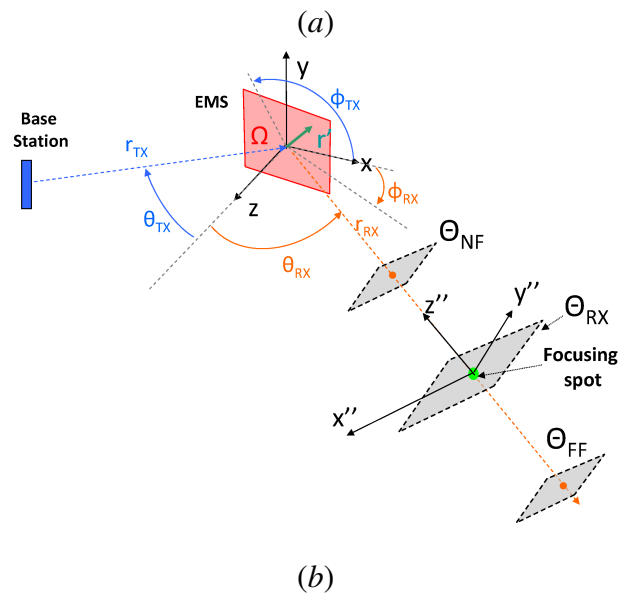 (a)
y
EMS
ϕTX
Base
Station
Ω
r'
rTX
x
ϕRX
z
θTX
rRX
θRX
ΘNF
z''
y''
ΘRX
Focusing
spot
x''
ΘFF
(b)